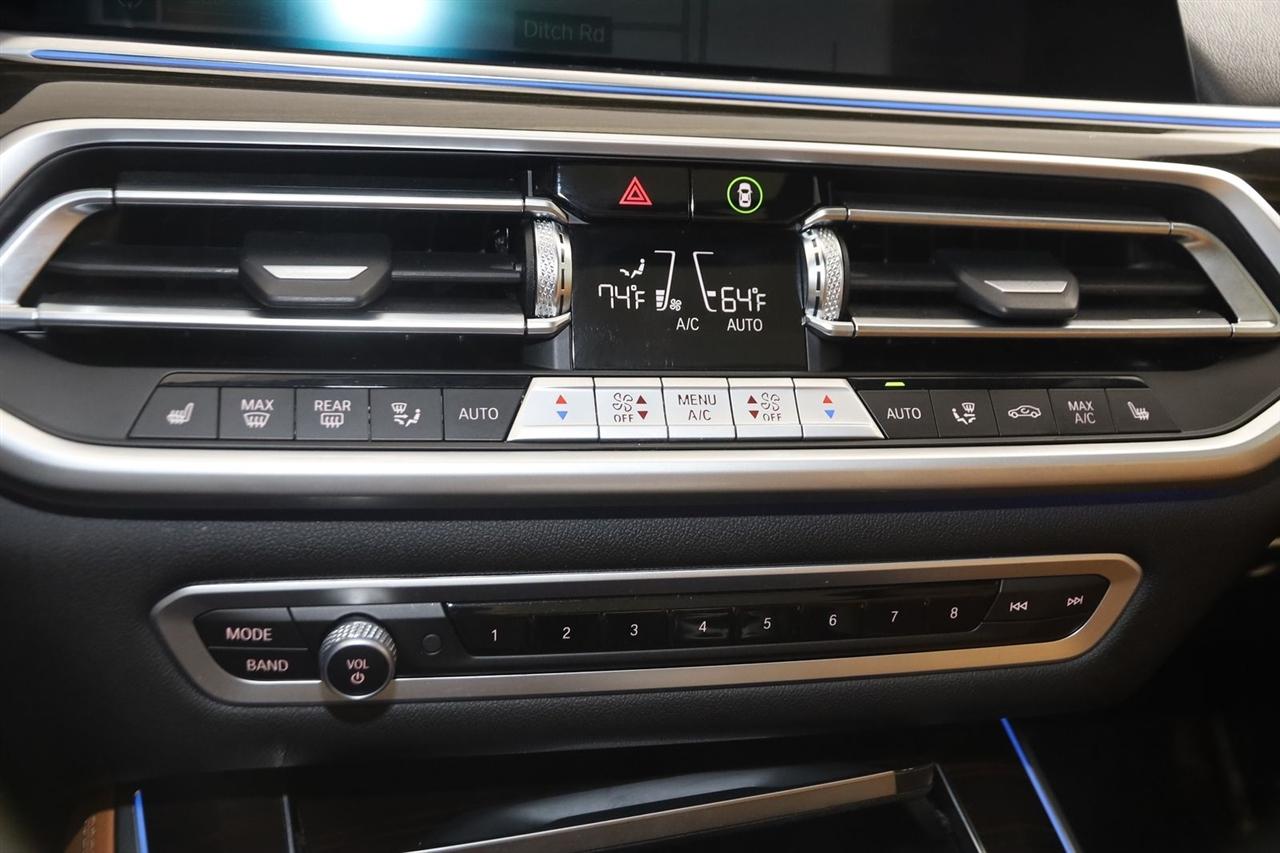 Ditch Rd
74°F
64°F
A/C
AUTO
MAX
REAR
AUTO
OFF
MENU
A/C
OFF
AUTO
MAX
A/C
MODE
BAND
VOL
1 2 3 4 5 6 7 8